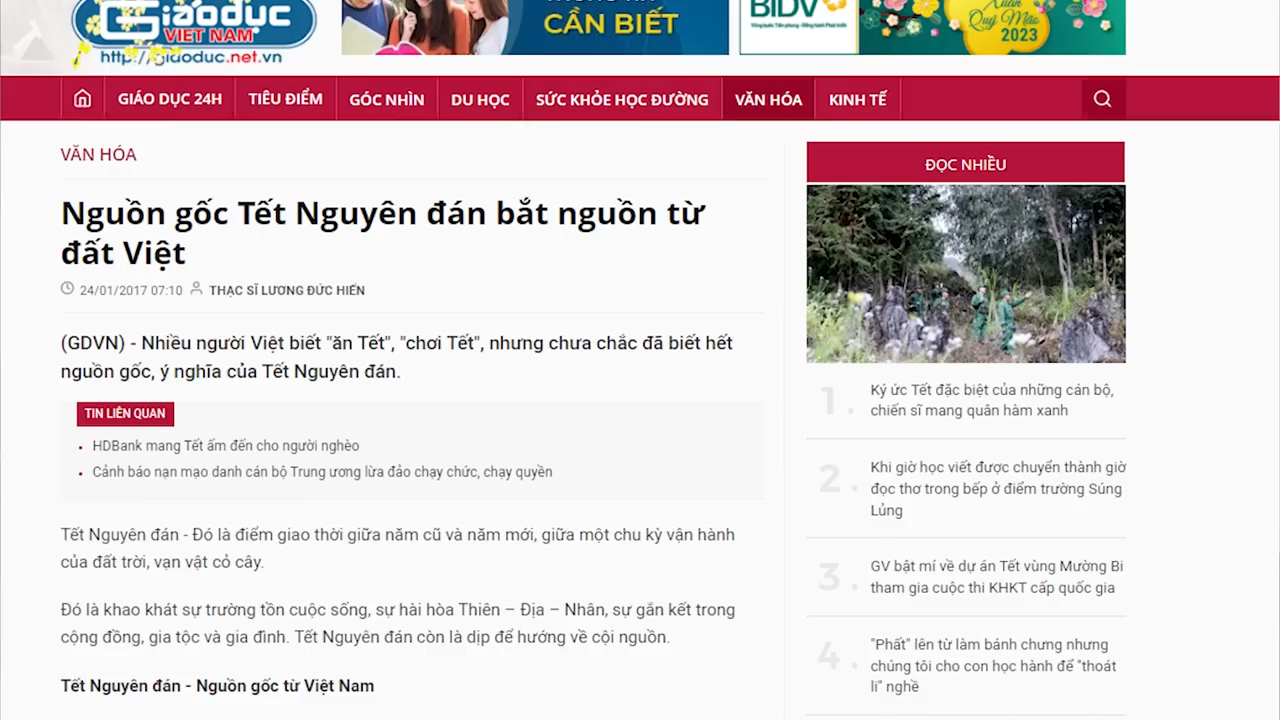 Giáo dục
VIỆT NAM
http://giaoduc.net.vn
CẦN BIẾT
BIDV
Xuân
Quý Mão
2023
GIÁO DỤC 24H TIÊU ĐIỂM GÓC NHÌN DU HỌC SỨC KHỎE HỌC ĐƯỜNG VĂN HÓA KINH TẾ
VĂN HÓA
Nguồn gốc Tết Nguyên đán bắt nguồn từ
đất Việt
24/01/2017 07:10 THẠC SĨ LƯƠNG ĐỨC HIỂN
(GDVN) - Nhiều người Việt biết "ăn Tết", "chơi Tết", nhưng chưa chắc đã biết hết
nguồn gốc, ý nghĩa của Tết Nguyên đán.
TIN LIÊN QUAN
HDBank mang Tết ấm đến cho người nghèo
Cảnh báo nạn mạo danh cán bộ Trung ương lừa đảo chạy chức, chạy quyền
Tết Nguyên đán - Đó là điểm giao thời giữa năm cũ và năm mới, giữa một chu kỳ vận hành
của đất trời, vạn vật cỏ cây.
Đó là khao khát sự trường tồn cuộc sống, sự hài hòa Thiên – Địa – Nhân, sự gắn kết trong
cộng đồng, gia tộc và gia đình. Tết Nguyên đán còn là dịp để hướng về cội nguồn.
Tết Nguyên đán - Nguồn gốc từ Việt Nam
ĐỌC NHIỀU
1. Ký ức Tết đặc biệt của những cán bộ,
chiến sĩ mang quân hàm xanh
2. Khi giờ học viết được chuyển thành giờ
đọc thơ trong bếp ở điểm trường Súng
Lủng
3. GV bật mí về dự án Tết vùng Mường Bi
tham gia cuộc thi KHKT cấp quốc gia
4. "Phất" lên từ làm bánh chưng nhưng
chúng tôi cho con học hành để "thoát
li" nghề